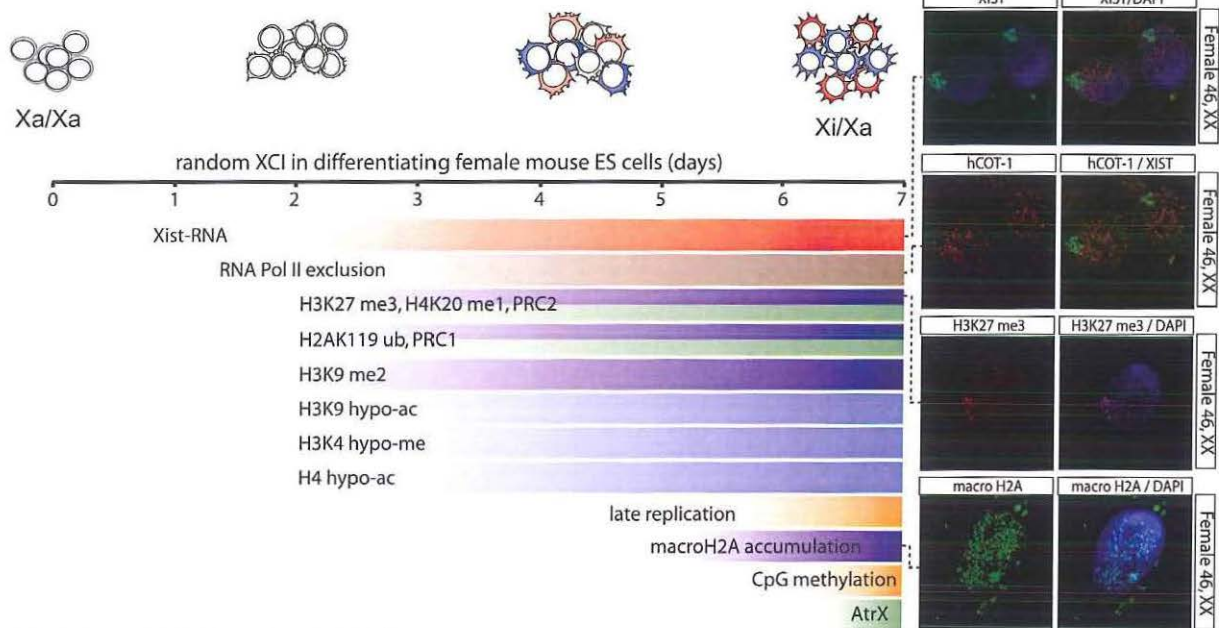 Xa/Xa
Xi/Xa
random XCI in differentiating female mouse ES cells (days)
0 1 2 3 4 5 6 7
Xist-RNA
RNA Pol II exclusion
H3K27 me3, H4K20 me1, PRC2
H2AK119 ub, PRC1
H3K9 me2
H3K9 hypo-ac
H3K4 hypo-me
H4 hypo-ac
late replication
macroH2A accumulation
CpG methylation
AtrX
XIST
XIST/DAPI
Female 46, XX
hCOT-1
hCOT-1 / XIST
Female 46, XX
H3K27 me3
H3K27 me3 / DAPI
Female 46, XX
macro H2A
macro H2A / DAPI
Female 46, XX